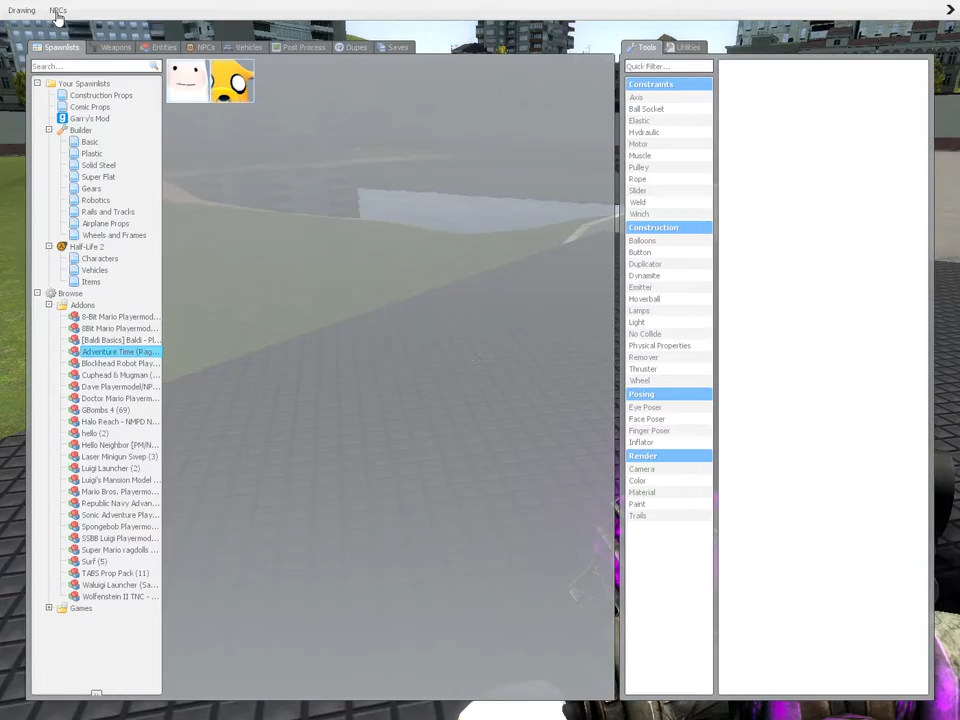 Drawing NPCs
Spawnlists Weapons Entities NPCs Vehicles Post Process Dupes Saves
Search...
Your Spawnlists
Construction Props
Comic Props
Garry's Mod
Builder
Basic
Plastic
Solid Steel
Super Flat
Gears
Robotics
Rails and Tracks
Airplane Props
Wheels and Frames
Half-Life 2
Characters
Vehicles
Items
Browse
Addons
8-Bit Mario Playermod...
8Bit Mario Playermod...
[Baldi Basics] Baldi - Pl...
Adventure Time (Rag...
Blockhead Robot Play...
Cuphead & Mugman (...
Dave Playermodel/NP...
Doctor Mario Playerm...
GBombs 4 (69)
Halo Reach - NMPD N...
hello (2)
Hello Neighbor [PM/N...
Laser Minigun Swep (3)
Luigi Launcher (2)
Luigi's Mansion Model ...
Mario Bros. Playermo...
Republic Navy Advan...
Sonic Adventure Play...
Spongebob Playermo...
SSBB Luigi Playermod...
Super Mario ragdolls ...
Surf (5)
TABS Prop Pack (11)
Waluigi Launcher (Sa...
Wolfenstein II TNC - ...
Games
Tools Utilities
Quick Filter...
Constraints
Axis
Ball Socket
Elastic
Hydraulic
Motor
Muscle
Pulley
Rope
Slider
Weld
Winch
Construction
Balloons
Button
Duplicator
Dynamite
Emitter
Hoverball
Lamps
Light
No Collide
Physical Properties
Remover
Thruster
Wheel
Posing
Eye Poser
Face Poser
Finger Poser
Inflator
Render
Camera
Color
Material
Paint
Trails